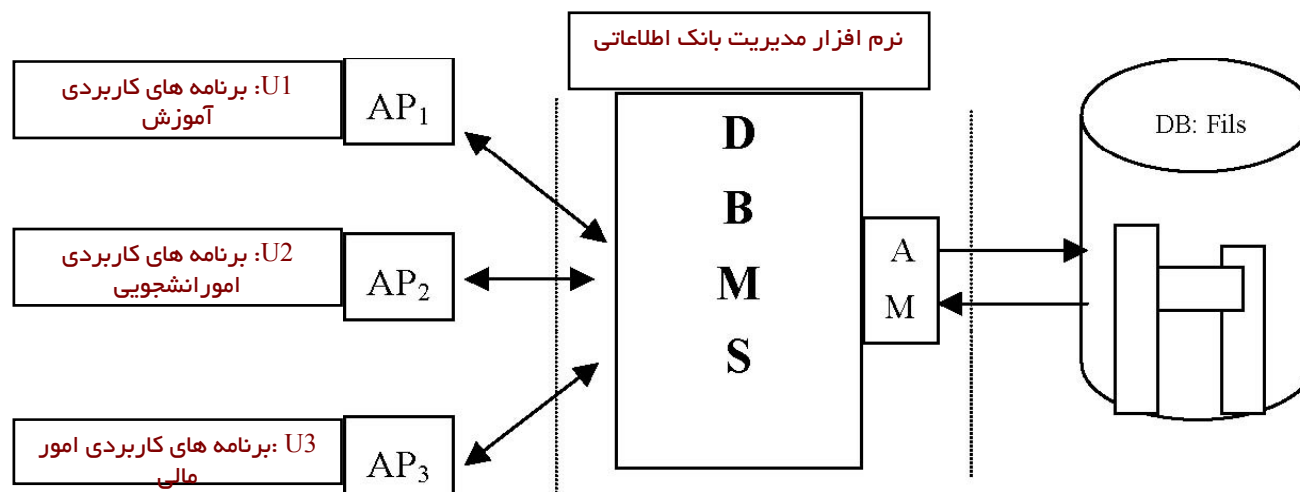 نرم افزار مدیریت بانک اطلاعاتی
U1: برنامه های کاربردی
آموزش
AP1
U2: برنامه های کاربردی
امورانشجویی
AP2
U3 :برنامه های کاربردی امور
مالی
AP3
D
B
M
S
A
M
DB: Fils